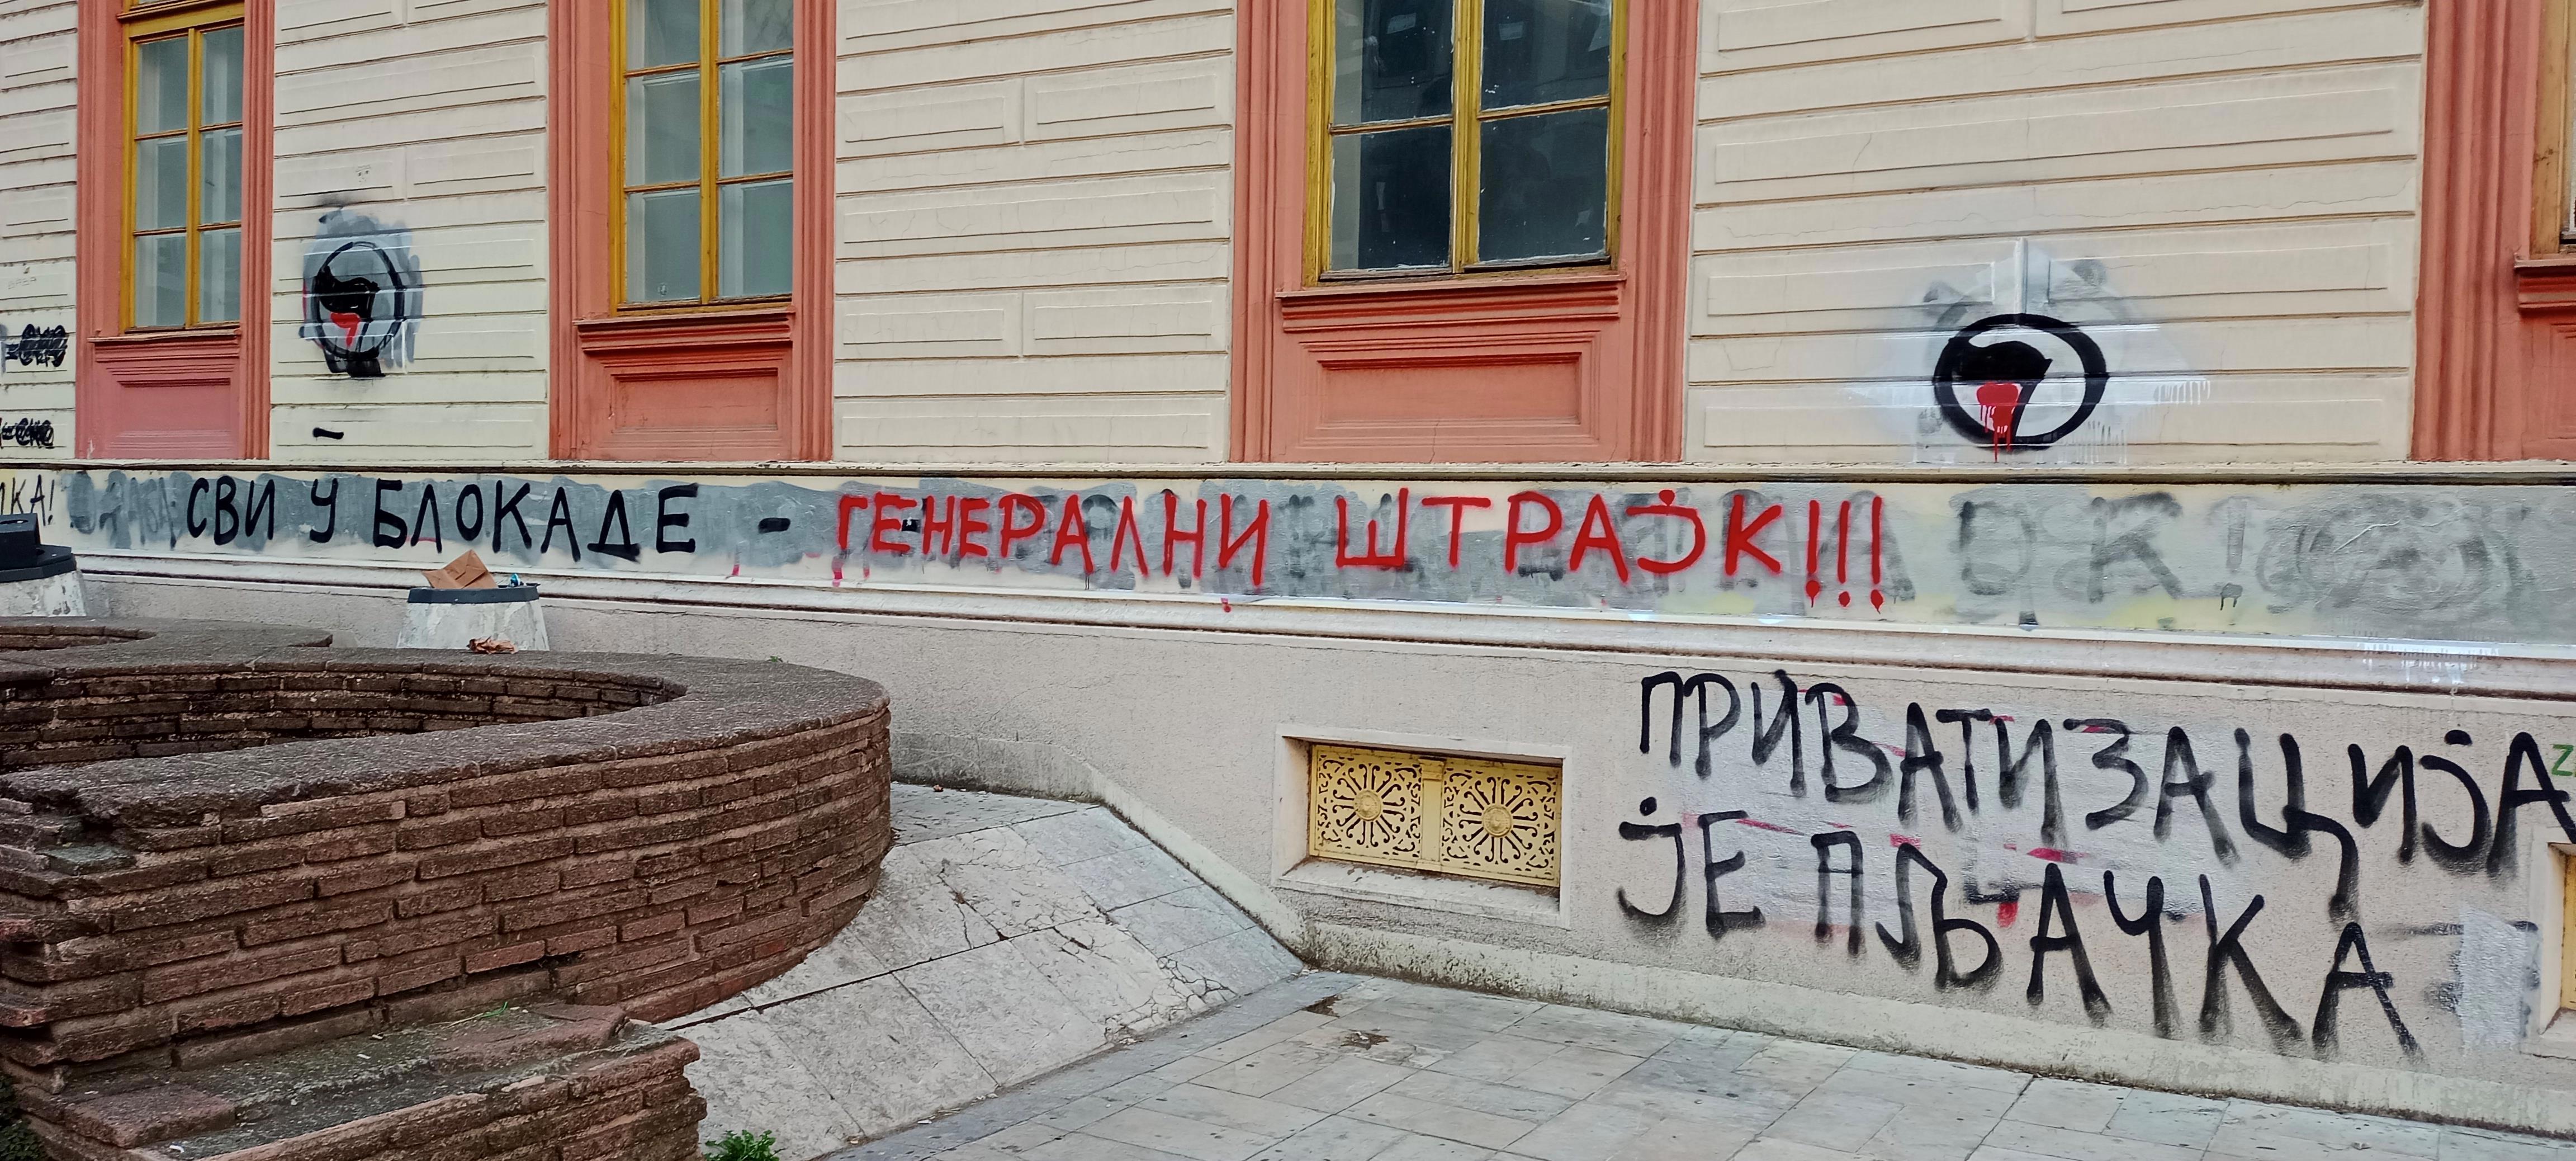 СВИ У БЛОКАДЕ - ГЕНЕРАЛНИ ШТРАЈК!!!
ПРИВАТИЗАЦИЈА
ЈЕ ПЉАЧКА